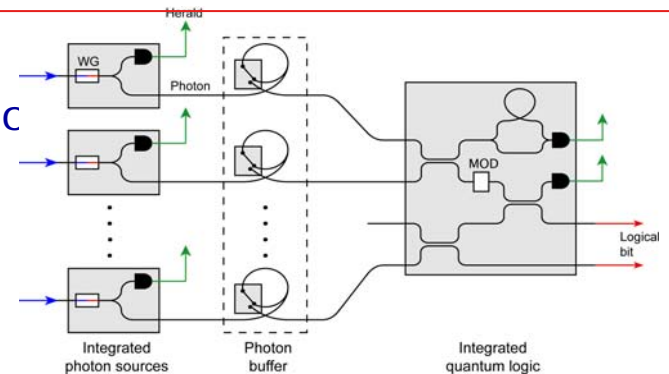 Herald
WG
Photon
C
MOD
Logical
bit
Integrated
photon sources
Photon
buffer
Integrated
quantum logic